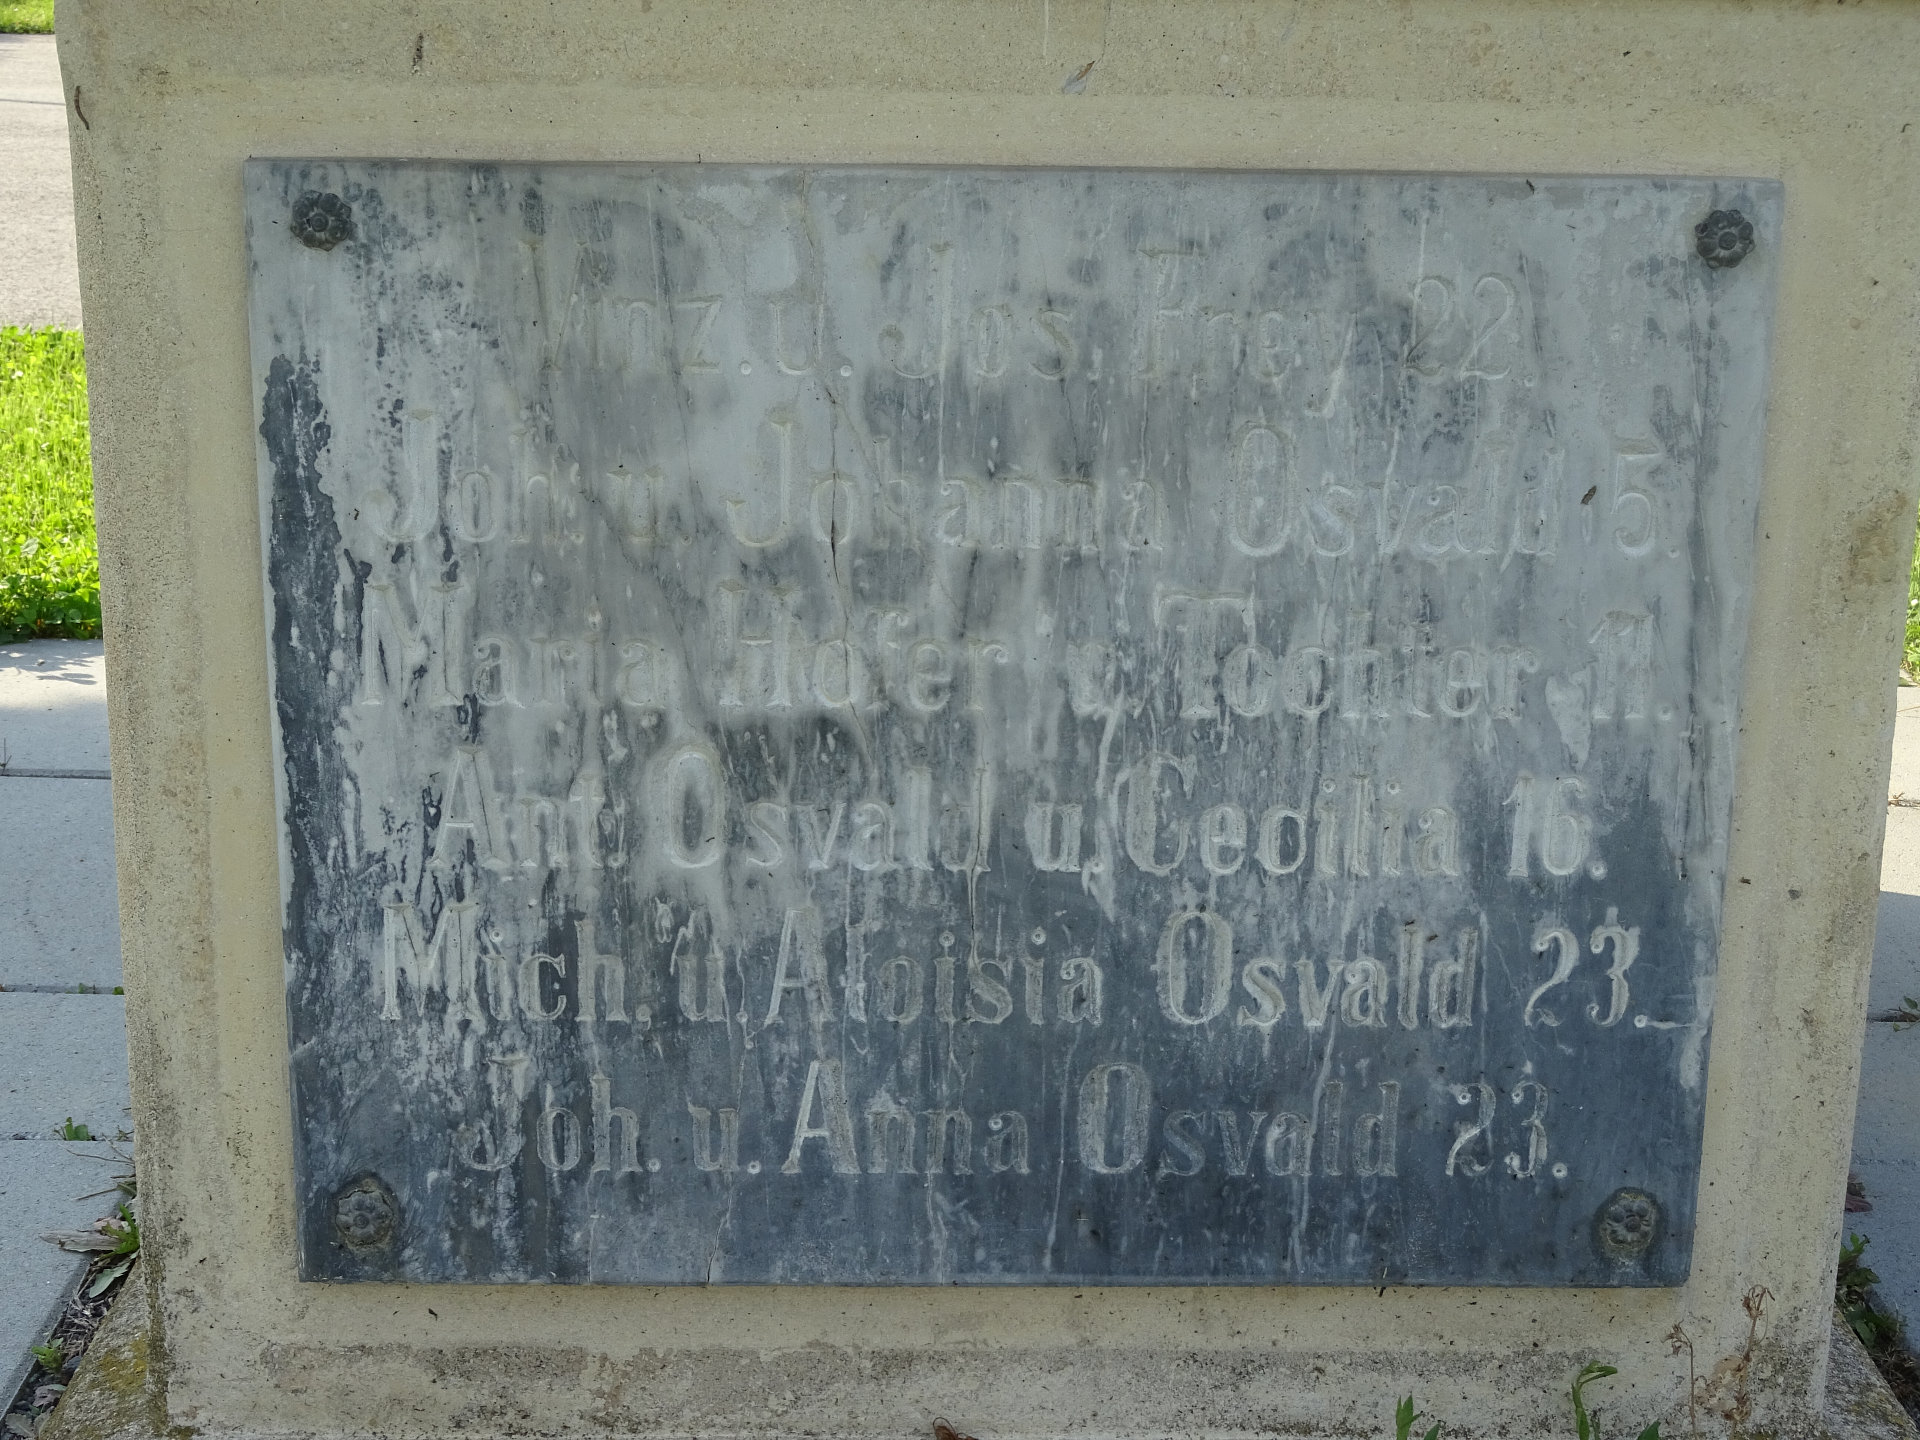 Vinz. u. Jos. Frey 22.
Joh. u. Johanna Osvald 5.
Maria Hofer u. Tochter 11.
Ant. Osvald u. Cecilia 16.
Mich. u. Aloisia Osvald 23.
Joh. u. Anna Osvald 23.